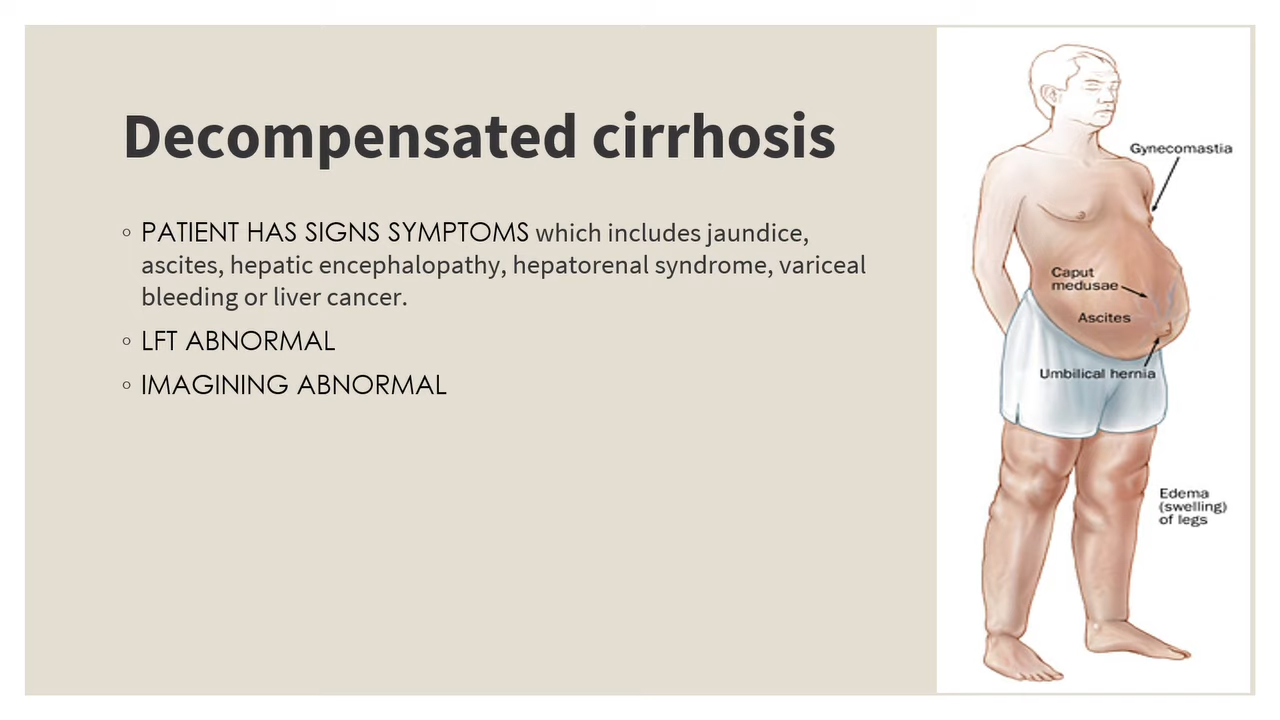 Decompensated cirrhosis
◦ PATIENT HAS SIGNS SYMPTOMS which includes jaundice,
ascites, hepatic encephalopathy, hepatorenal syndrome, variceal
bleeding or liver cancer.
◦ LFT ABNORMAL
◦ IMAGINING ABNORMAL
Gynecomastia
Caput
medusae
Ascites
Umbilical hernia
Edema
(swelling)
of legs